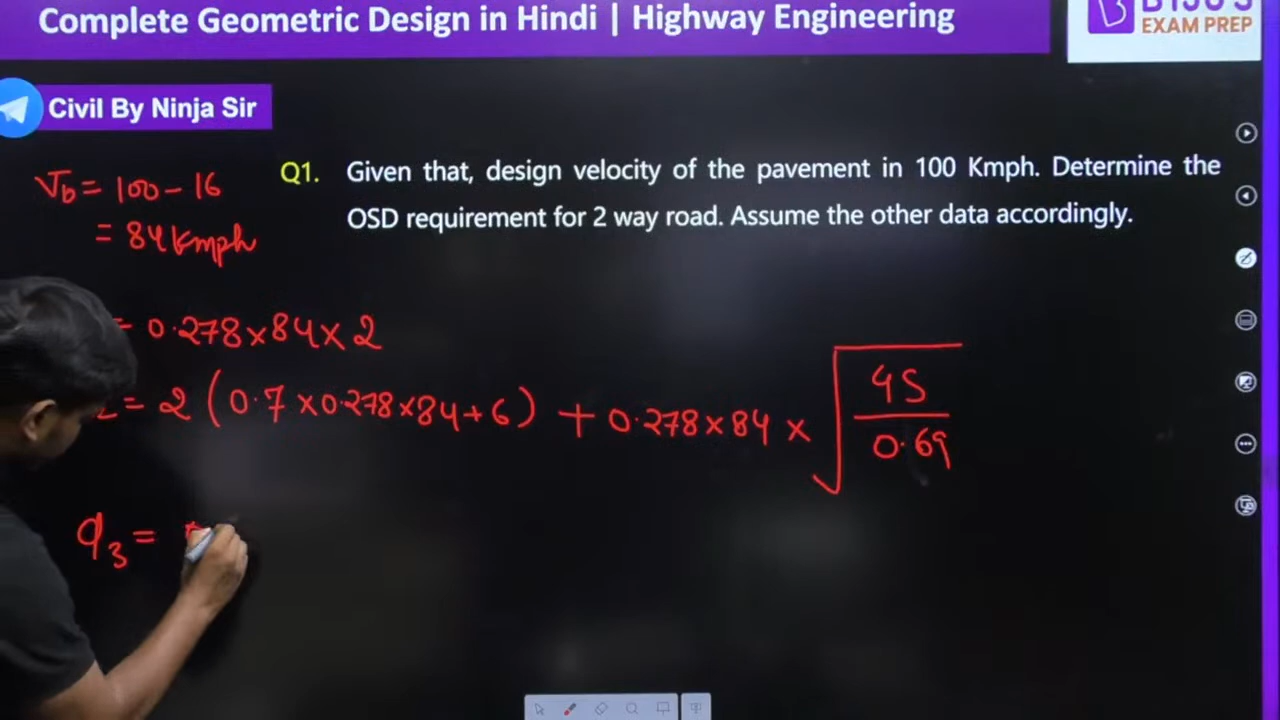 Complete Geometric Design in Hindi | Highway Engineering
BYJU'S
EXAM PREP
Civil By Ninja Sir
Vb = 100 - 16
= 84 Kmph
Q1. Given that, design velocity of the pavement in 100 Kmph. Determine the
OSD requirement for 2 way road. Assume the other data accordingly.
= 0.278 × 84 × 2
= 2 (0.7 × 0.278 × 84 + 6) + 0.278 × 84 × √(4S / 0.69)
d3 =